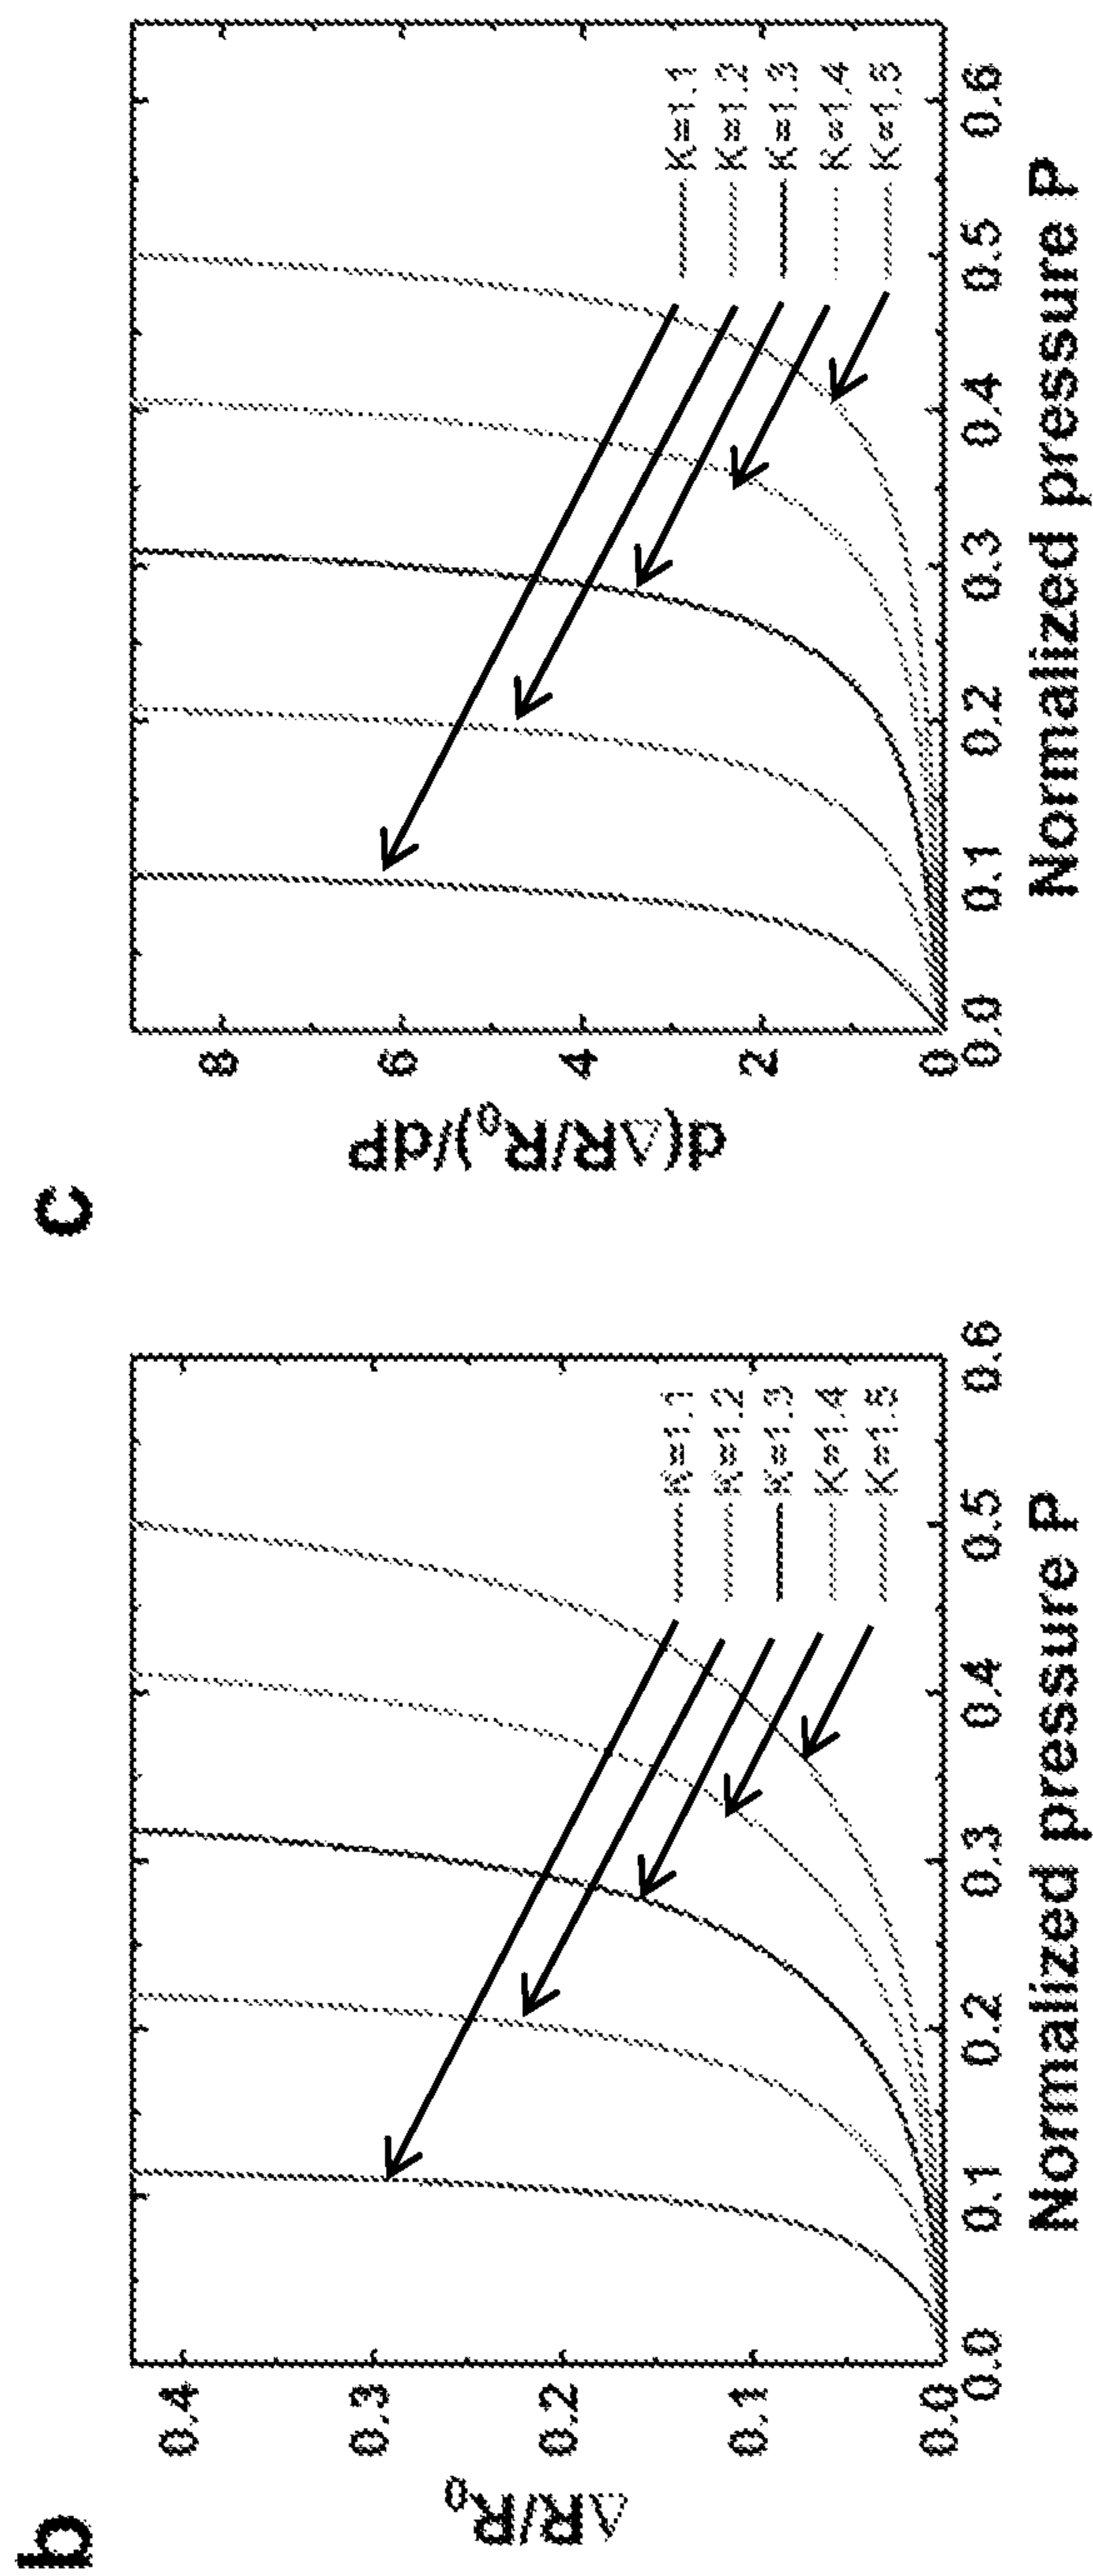 b
ΔR/R₀
0.4
0.3
0.2
0.1
0.0
K=1.1
K=1.2
K=1.3
K=1.4
K=1.5
0.0 0.1 0.2 0.3 0.4 0.5 0.6
Normalized pressure P
c
d(ΔR/R₀)/dP
8
6
4
2
0
K=1.1
K=1.2
K=1.3
K=1.4
K=1.5
0.0 0.1 0.2 0.3 0.4 0.5 0.6
Normalized pressure P